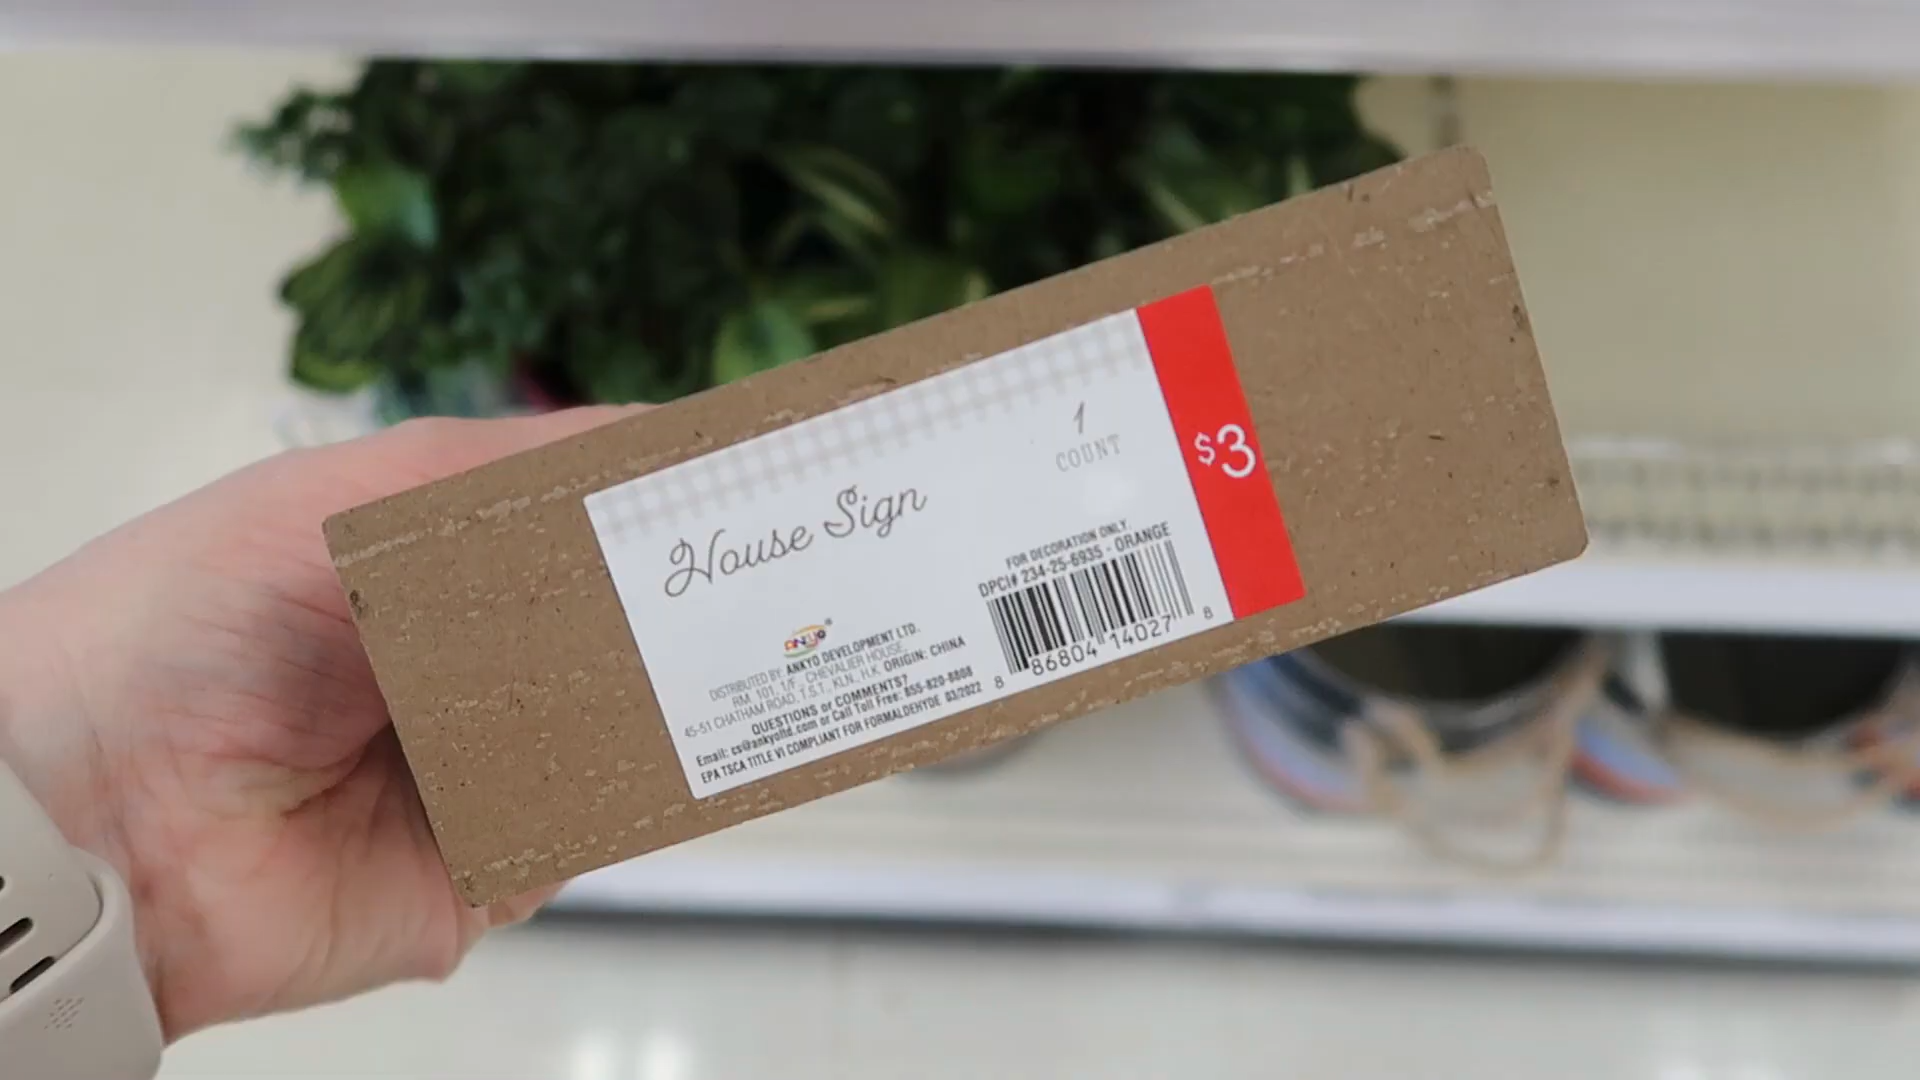 1
COUNT
$3
House Sign
FOR DECORATION ONLY
DPCI# 234-25-6935 - ORANGE
8 86804 14027 8
ANKYO®
DISTRIBUTED BY: ANKYO DEVELOPMENT LTD.
RM. 101, 1/F., CHEVALIER HOUSE,
45-51 CHATHAM ROAD, T.S.T., KLN., H.K. ORIGIN: CHINA
QUESTIONS or COMMENTS?
Email: cs@ankyoltd.com or Call Toll Free: 855-820-8808
EPA TSCA TITLE VI COMPLIANT FOR FORMALDEHYDE 03/2022